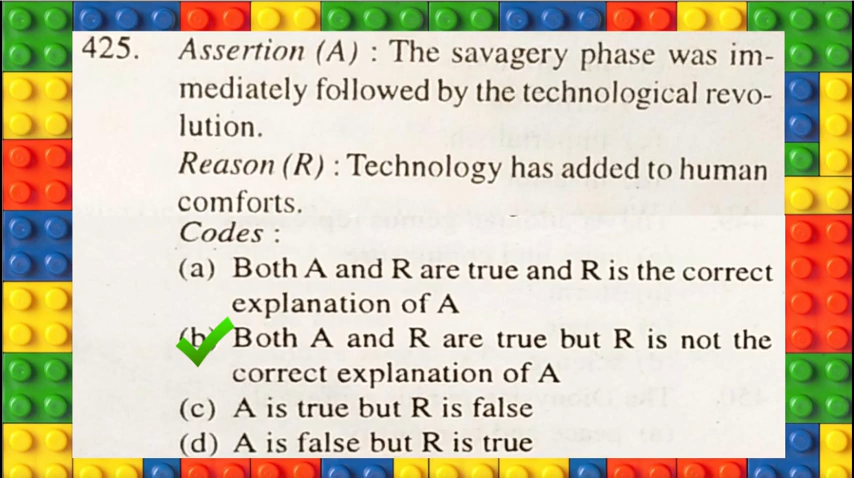 425. Assertion (A) : The savagery phase was im-
mediately followed by the technological revo-
lution.
Reason (R) : Technology has added to human
comforts.
Codes :
(a) Both A and R are true and R is the correct
explanation of A
(b) Both A and R are true but R is not the
correct explanation of A
(c) A is true but R is false
(d) A is false but R is true